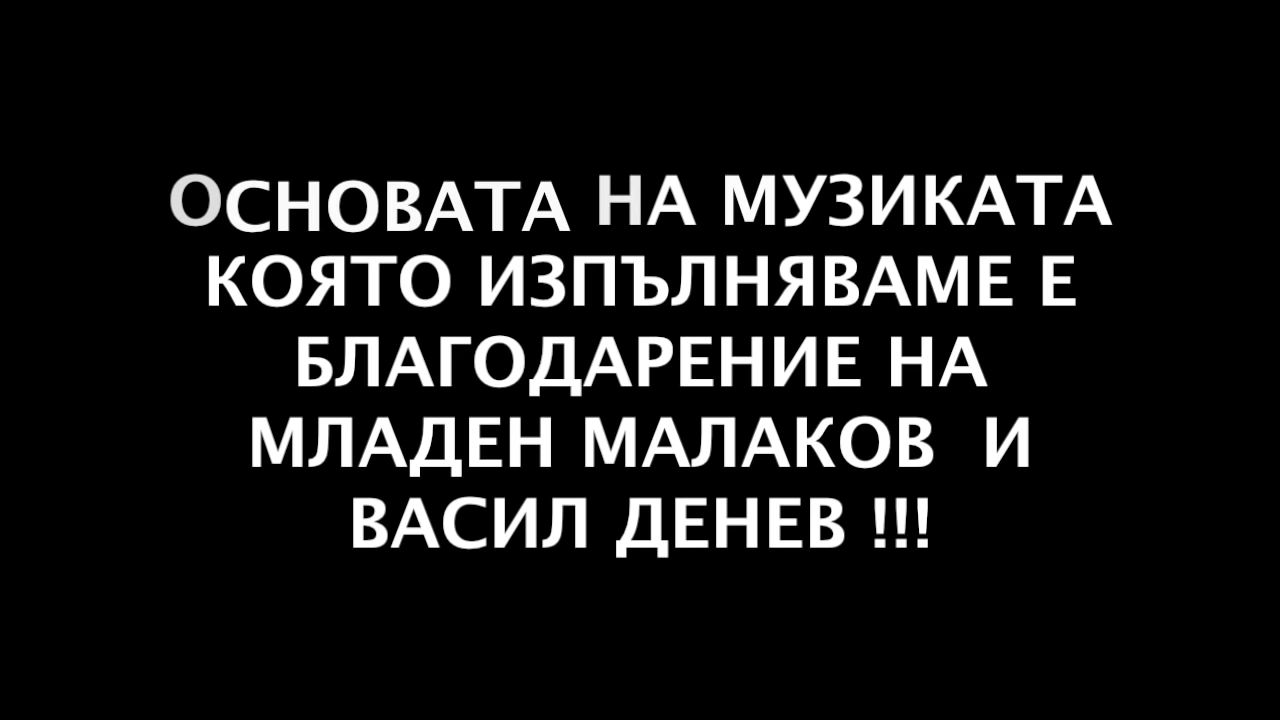 ОСНОВАТА НА МУЗИКАТА
КОЯТО ИЗПЪЛНЯВАМЕ Е
БЛАГОДАРЕНИЕ НА
МЛАДЕН МАЛАКОВ  И
ВАСИЛ ДЕНЕВ !!!